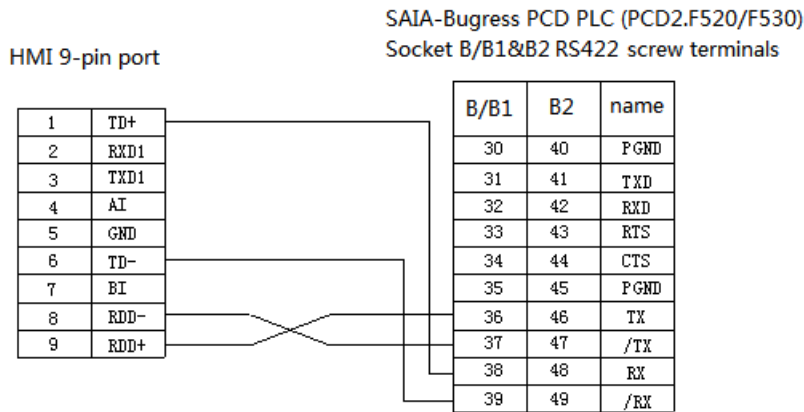 SAIA-Bugress PCD PLC (PCD2.F520/F530)
HMI 9-pin port
Socket B/B1&B2 RS422 screw terminals
B/B1 B2 name
1 TD+
2 RXD1
3 TXD1
4 AI
5 GND
6 TD-
7 BI
8 RDD-
9 RDD+
30 40 PGND
31 41 TXD
32 42 RXD
33 43 RTS
34 44 CTS
35 45 PGND
36 46 TX
37 47 /TX
38 48 RX
39 49 /RX